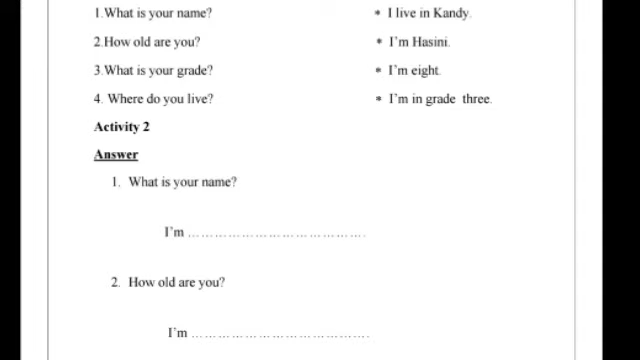 1.What is your name? * I live in Kandy.
2.How old are you? * I'm Hasini.
3.What is your grade? * I'm eight.
4. Where do you live? * I'm in grade three.
Activity 2
Answer
1. What is your name?
I'm ……………………………………
2. How old are you?
I'm ……………………………………